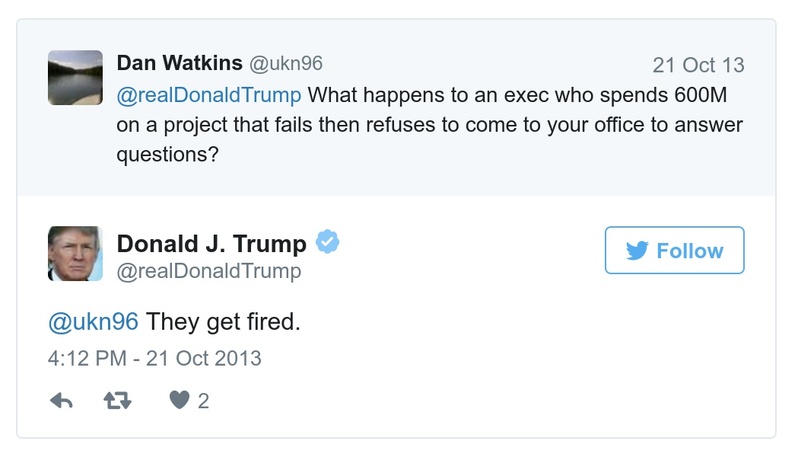 Dan Watkins @ukn96
21 Oct 13
@realDonaldTrump What happens to an exec who spends 600M
on a project that fails then refuses to come to your office to answer
questions?
Donald J. Trump
Follow
@realDonaldTrump
@ukn96 They get fired.
4:12 PM - 21 Oct 2013
2